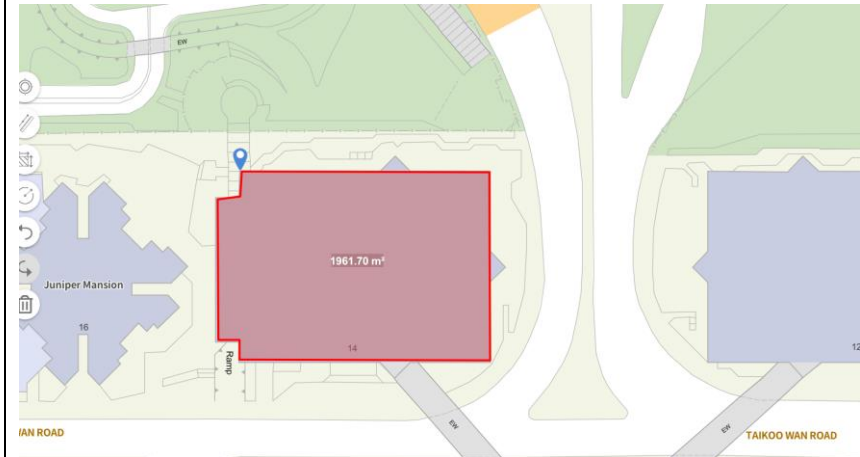 EW
1961.70 m²
Juniper Mansion
16
14
12
Ramp
EW
EW
WAN ROAD
TAIKOO WAN ROAD